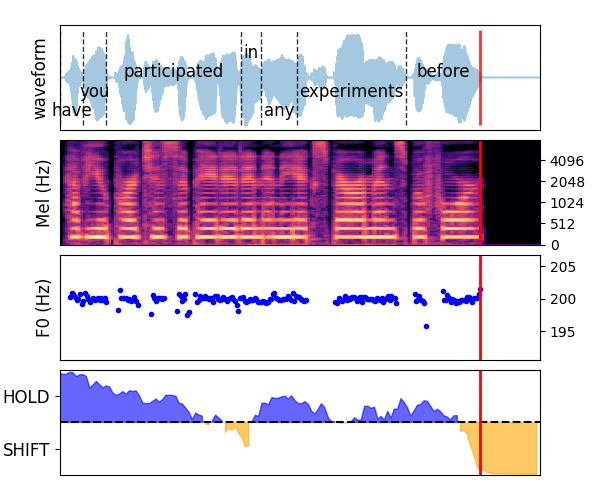 waveform
have
you
participated
in
any
experiments
before
Mel (Hz)
4096
2048
1024
512
0
F0 (Hz)
205
200
195
HOLD
SHIFT